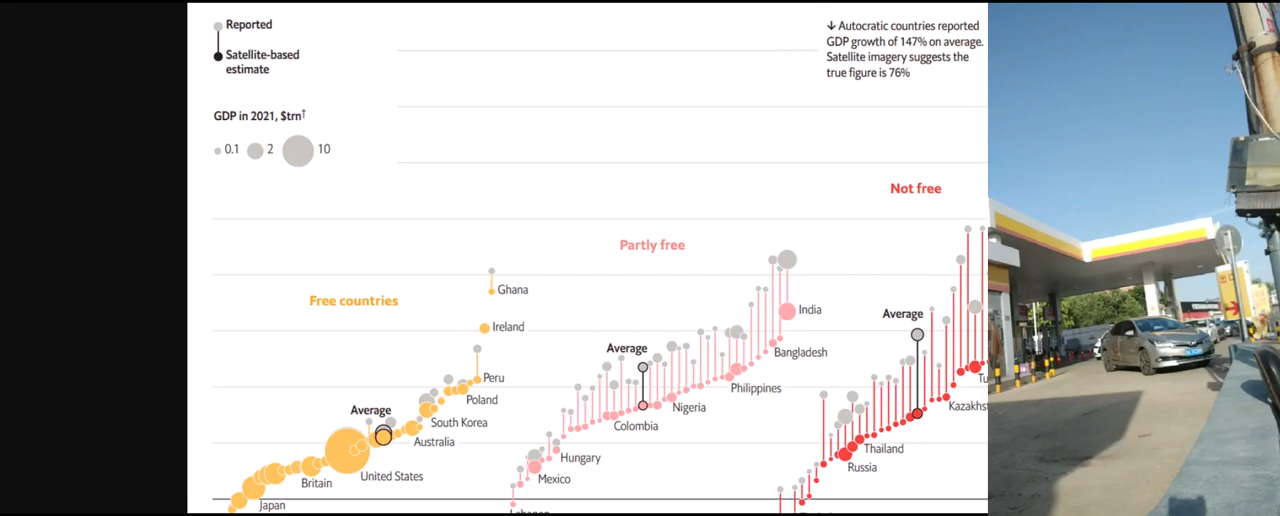 Reported
Satellite-based
estimate
GDP in 2021, $trn†
0.1
2
10
↓ Autocratic countries reported
GDP growth of 147% on average.
Satellite imagery suggests the
true figure is 76%
Not free
Partly free
Free countries
Ghana
India
Average
Ireland
Average
Bangladesh
Peru
Philippines
Poland
Kazakhst
Average
Nigeria
South Korea
Colombia
Australia
Thailand
Hungary
Russia
United States
Mexico
Britain
Japan